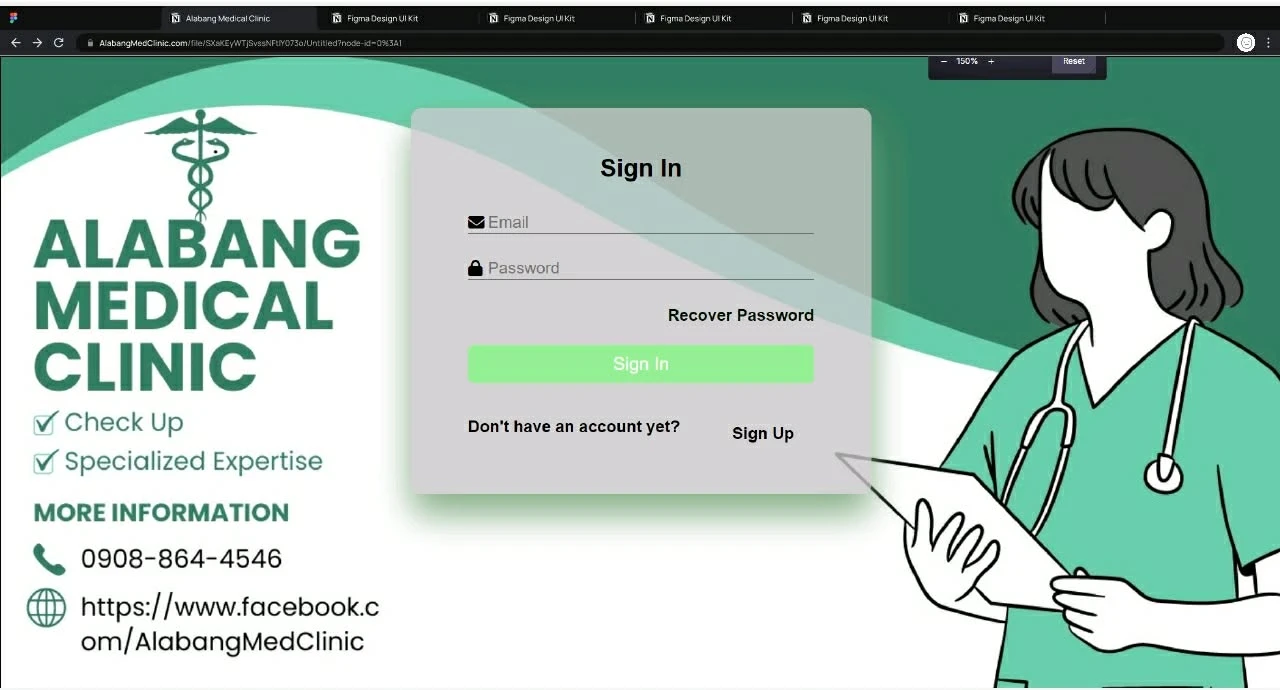 Alabang Medical Clinic
Figma Design UI Kit
Figma Design UI Kit
Figma Design UI Kit
Figma Design UI Kit
Figma Design UI Kit
150%
Reset
ALABANG
MEDICAL
CLINIC
Check Up
Specialized Expertise
MORE INFORMATION
0908-864-4546
https://www.facebook.c
om/AlabangMedClinic
Sign In
Email
Password
Recover Password
Sign In
Don't have an account yet?
Sign Up